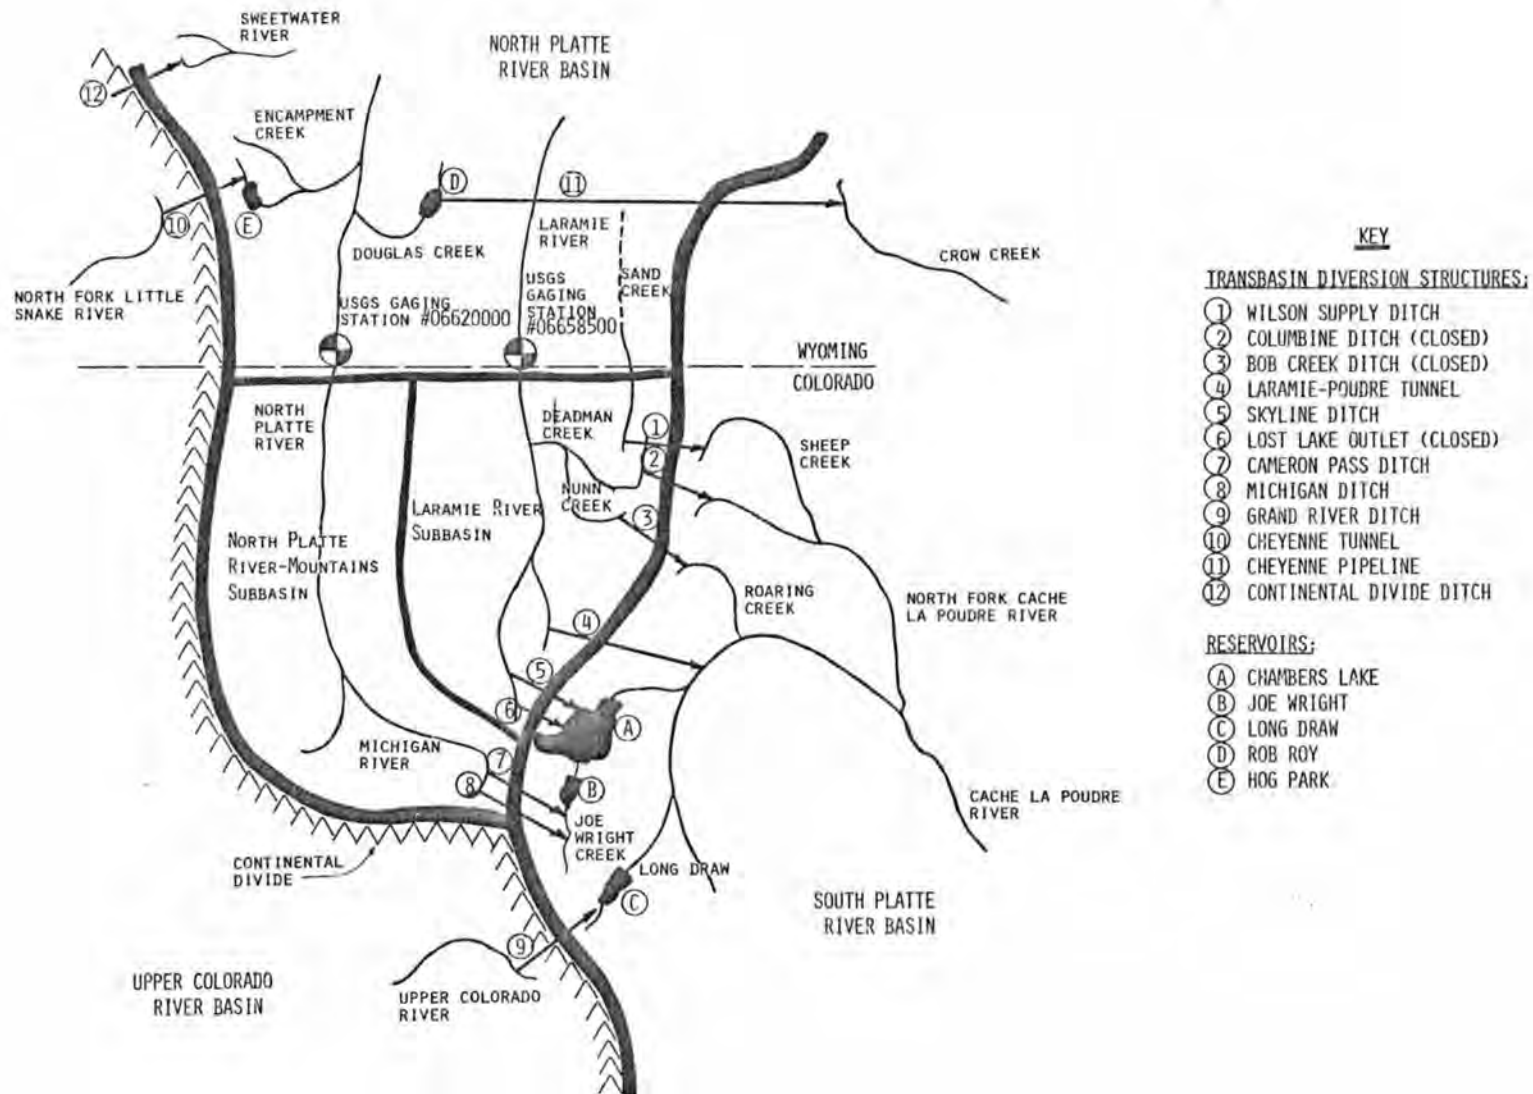 SWEETWATER
RIVER
NORTH PLATTE
RIVER BASIN
12
ENCAMPMENT
CREEK
D
11
10
E
LARAMIE
RIVER
DOUGLAS CREEK
CROW CREEK
NORTH FORK LITTLE
SNAKE RIVER
USGS GAGING
STATION #06620000
USGS
GAGING
STATION
#06658500
SAND
CREEK
WYOMING
COLORADO
NORTH
PLATTE
RIVER
DEADMAN
CREEK
1
2
SHEEP
CREEK
NUNN
CREEK
3
LARAMIE RIVER
SUBBASIN
NORTH PLATTE
RIVER-MOUNTAINS
SUBBASIN
ROARING
CREEK
NORTH FORK CACHE
LA POUDRE RIVER
4
5
6
A
MICHIGAN
RIVER
7
8
B
JOE
WRIGHT
CREEK
CACHE LA POUDRE
RIVER
CONTINENTAL
DIVIDE
LONG DRAW
C
SOUTH PLATTE
RIVER BASIN
9
UPPER COLORADO
RIVER BASIN
UPPER COLORADO
RIVER
KEY
TRANSBASIN DIVERSION STRUCTURES:
1 WILSON SUPPLY DITCH
2 COLUMBINE DITCH (CLOSED)
3 BOB CREEK DITCH (CLOSED)
4 LARAMIE-POUDRE TUNNEL
5 SKYLINE DITCH
6 LOST LAKE OUTLET (CLOSED)
7 CAMERON PASS DITCH
8 MICHIGAN DITCH
9 GRAND RIVER DITCH
10 CHEYENNE TUNNEL
11 CHEYENNE PIPELINE
12 CONTINENTAL DIVIDE DITCH
RESERVOIRS:
A CHAMBERS LAKE
B JOE WRIGHT
C LONG DRAW
D ROB ROY
E HOG PARK